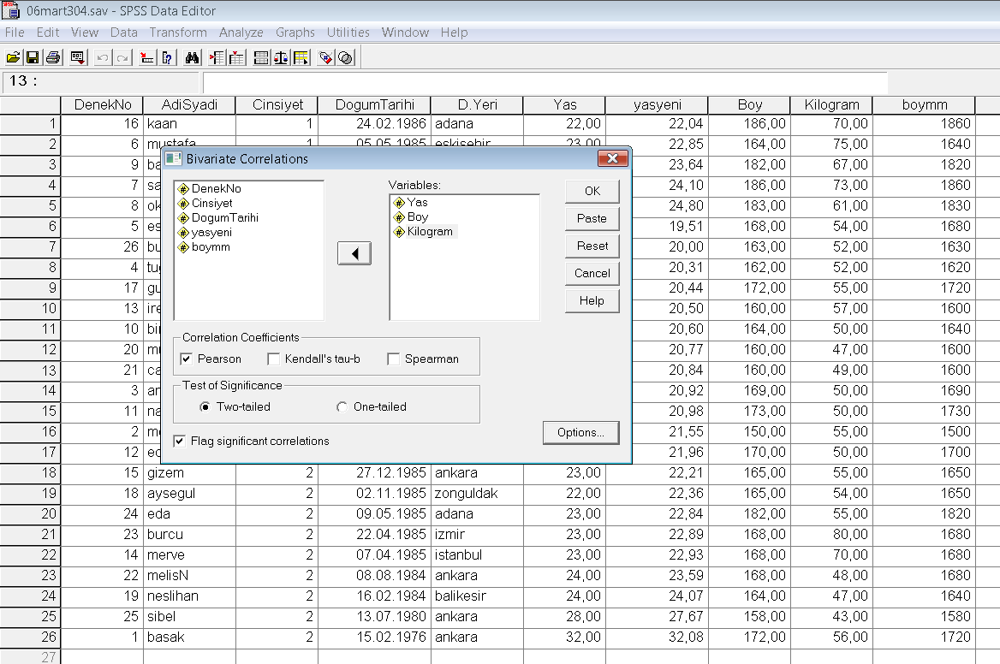 06mart304.sav - SPSS Data Editor
File Edit View Data Transform Analyze Graphs Utilities Window Help
13 :
DenekNo AdiSyadi Cinsiyet DogumTarihi D.Yeri Yas yasyeni Boy Kilogram boymm
1 16 kaan 1 24.02.1986 adana 22,00 22,04 186,00 70,00 1860
2 6 mustafa 1 05.05.1985 eskisehir 23,00 22,85 164,00 75,00 1640
3 9 23,64 182,00 67,00 1820
4 7 24,10 186,00 73,00 1860
5 8 24,80 183,00 61,00 1830
6 5 19,51 168,00 54,00 1680
7 26 20,00 163,00 52,00 1630
8 4 20,31 162,00 52,00 1620
9 17 20,44 172,00 55,00 1720
10 13 20,50 160,00 57,00 1600
11 10 20,60 164,00 50,00 1640
12 20 20,77 160,00 47,00 1600
13 21 20,84 160,00 49,00 1600
14 3 20,92 169,00 50,00 1690
15 11 20,98 173,00 50,00 1730
16 2 21,55 150,00 55,00 1500
17 12 21,96 170,00 50,00 1700
18 15 gizem 2 27.12.1985 ankara 23,00 22,21 165,00 55,00 1650
19 18 aysegul 2 02.11.1985 zonguldak 22,00 22,36 165,00 54,00 1650
20 24 eda 2 09.05.1985 adana 23,00 22,84 182,00 55,00 1820
21 23 burcu 2 22.04.1985 izmir 23,00 22,89 168,00 80,00 1680
22 14 merve 2 07.04.1985 istanbul 23,00 22,93 168,00 70,00 1680
23 22 melisN 2 08.08.1984 ankara 24,00 23,59 168,00 48,00 1680
24 19 neslihan 2 16.02.1984 balikesir 24,00 24,07 164,00 47,00 1640
25 25 sibel 2 13.07.1980 ankara 28,00 27,67 158,00 43,00 1580
26 1 basak 2 15.02.1976 ankara 32,00 32,08 172,00 56,00 1720
27
Bivariate Correlations
DenekNo
Cinsiyet
DogumTarihi
yasyeni
boymm
Variables:
Yas
Boy
Kilogram
OK
Paste
Reset
Cancel
Help
Correlation Coefficients
Pearson Kendall's tau-b Spearman
Test of Significance
Two-tailed One-tailed
Flag significant correlations
Options...